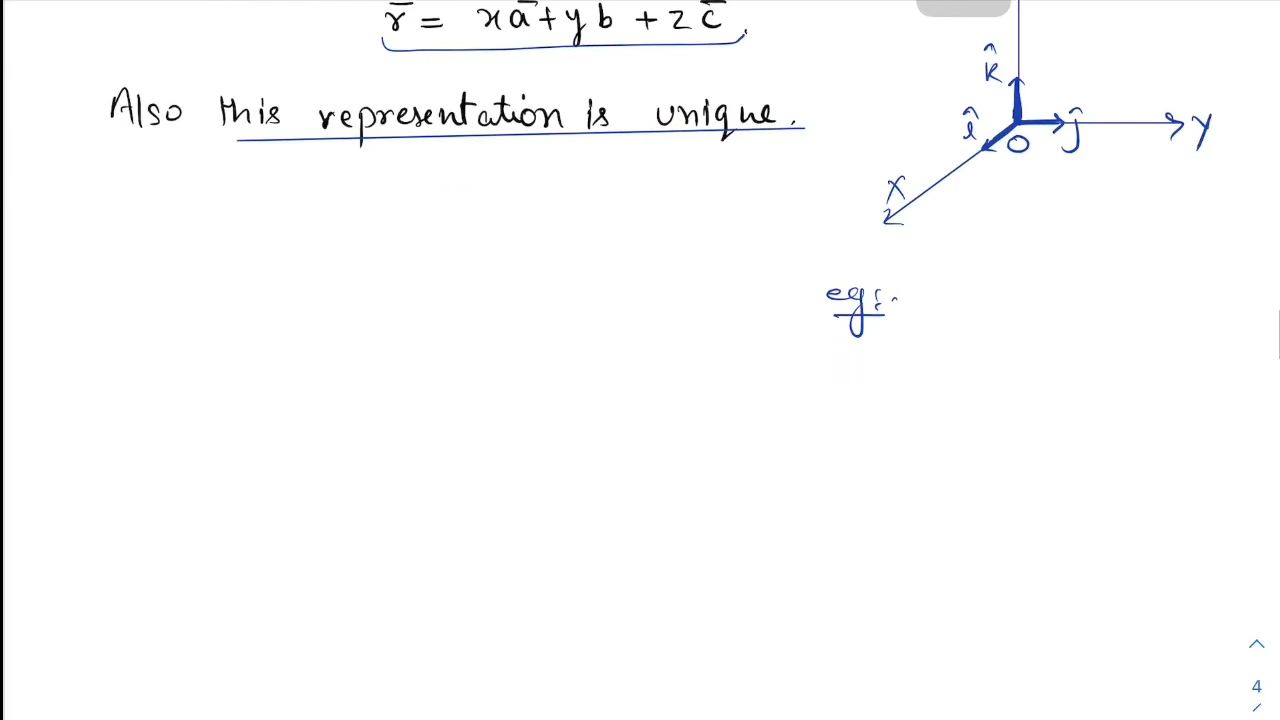 r̄ = xā + y b + z c̄.
Also this representation is unique.
k̂
î
ĵ
O
Y
X
eg:-
4